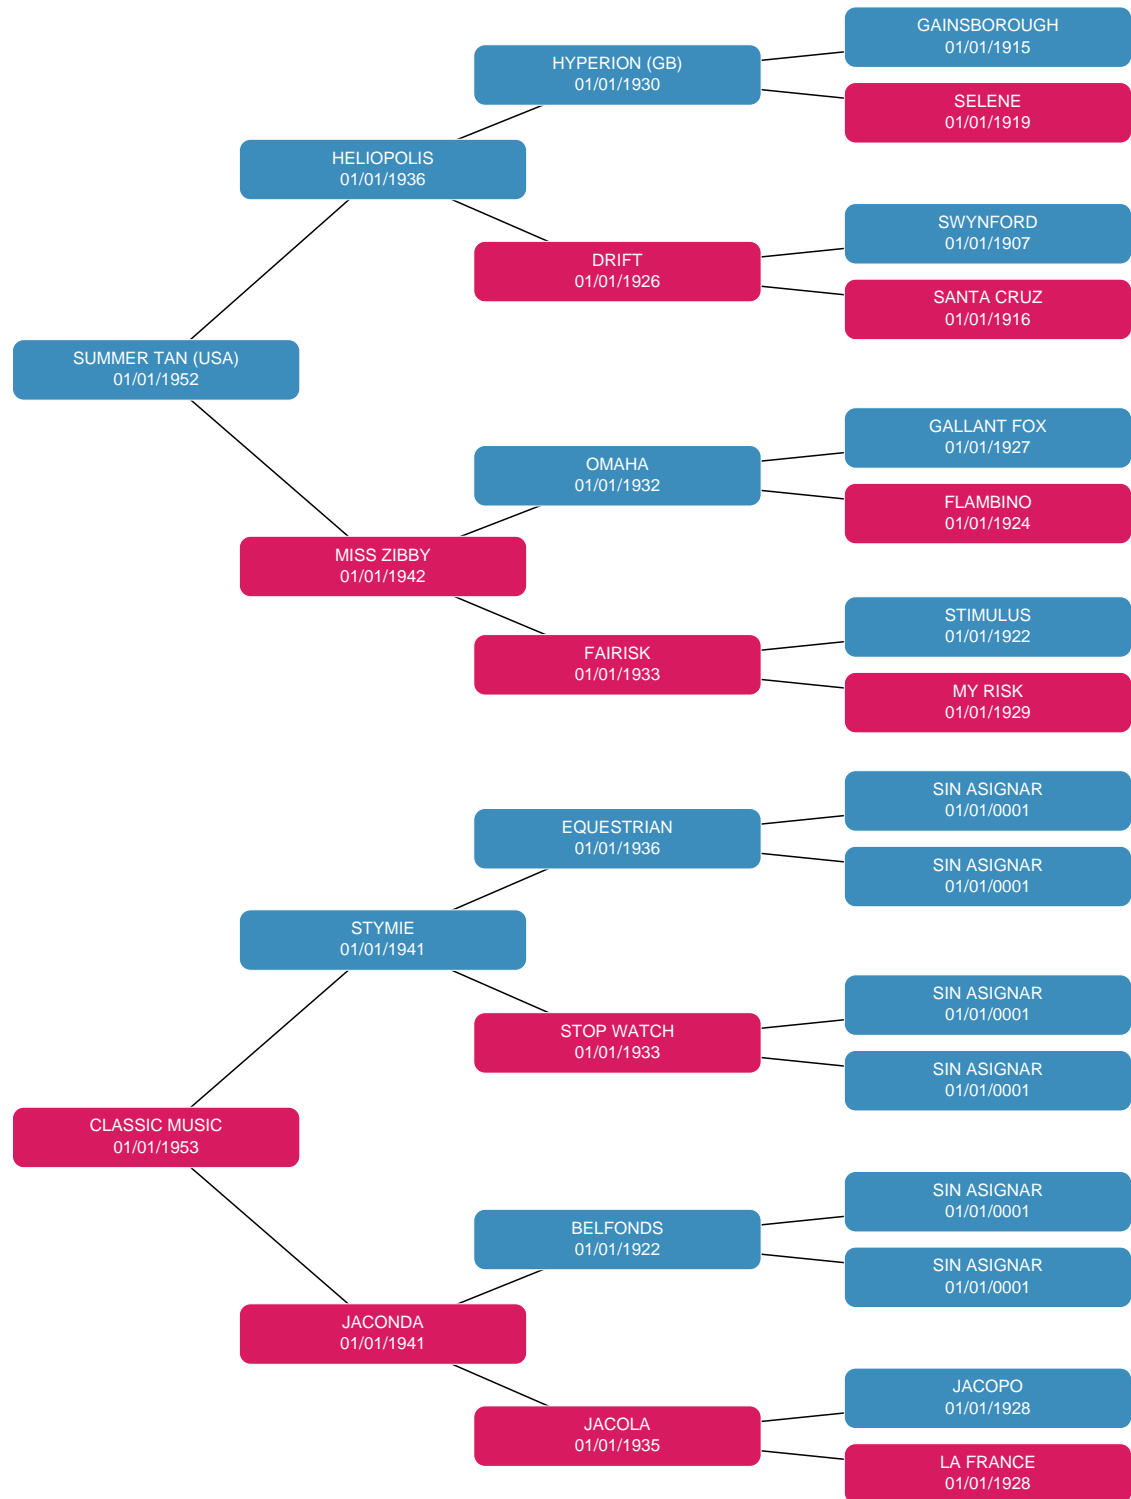 GAINSBOROUGH
01/01/1915
HYPERION (GB)
01/01/1930
SELENE
01/01/1919
HELIOPOLIS
01/01/1936
SWYNFORD
01/01/1907
DRIFT
01/01/1926
SANTA CRUZ
01/01/1916
SUMMER TAN (USA)
01/01/1952
GALLANT FOX
01/01/1927
OMAHA
01/01/1932
FLAMBINO
01/01/1924
MISS ZIBBY
01/01/1942
STIMULUS
01/01/1922
FAIRISK
01/01/1933
MY RISK
01/01/1929
SIN ASIGNAR
01/01/0001
EQUESTRIAN
01/01/1936
SIN ASIGNAR
01/01/0001
STYMIE
01/01/1941
SIN ASIGNAR
01/01/0001
STOP WATCH
01/01/1933
SIN ASIGNAR
01/01/0001
CLASSIC MUSIC
01/01/1953
SIN ASIGNAR
01/01/0001
BELFONDS
01/01/1922
SIN ASIGNAR
01/01/0001
JACONDA
01/01/1941
JACOPO
01/01/1928
JACOLA
01/01/1935
LA FRANCE
01/01/1928